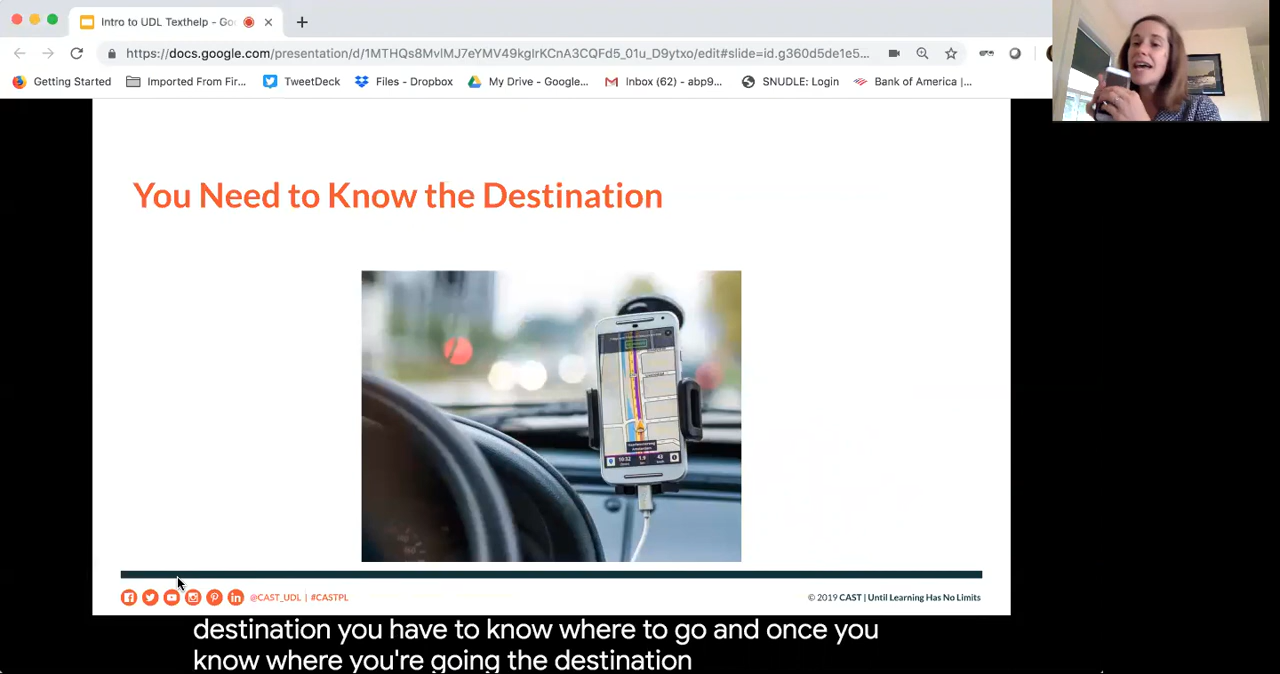 Intro to UDL Texthelp - Go
https://docs.google.com/presentation/d/1MTHQs8MvlMJ7eYMV49kglrKCnA3CQFd5_01u_D9ytxo/edit#slide=id.g360d5de1e5...
Getting Started Imported From Fir... TweetDeck Files - Dropbox My Drive - Google... Inbox (62) - abp9... SNUDLE: Login Bank of America |...
You Need to Know the Destination
@CAST_UDL | #CASTPL
© 2019 CAST | Until Learning Has No Limits
destination you have to know where to go and once you
know where you're going the destination